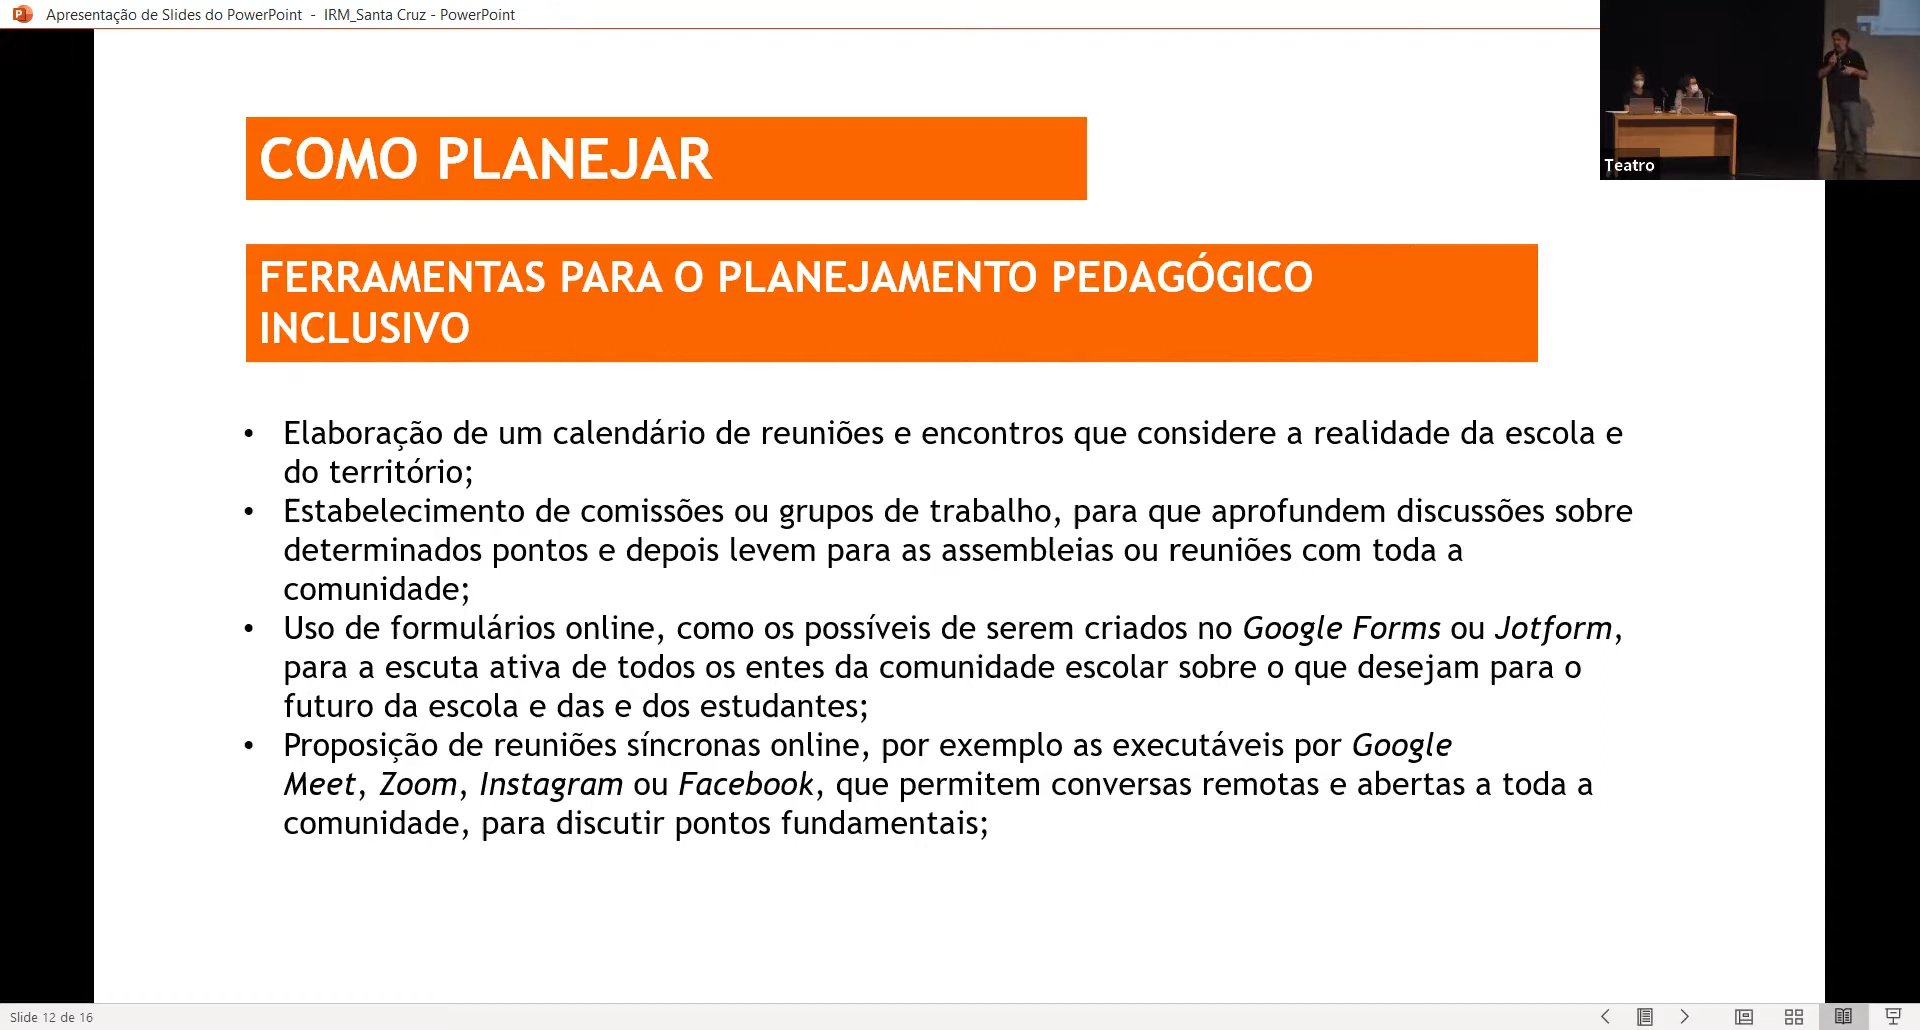 Apresentação de Slides do PowerPoint - IRM_Santa Cruz - PowerPoint
Teatro
COMO PLANEJAR
FERRAMENTAS PARA O PLANEJAMENTO PEDAGÓGICO
INCLUSIVO
• Elaboração de um calendário de reuniões e encontros que considere a realidade da escola e
do território;
• Estabelecimento de comissões ou grupos de trabalho, para que aprofundem discussões sobre
determinados pontos e depois levem para as assembleias ou reuniões com toda a
comunidade;
• Uso de formulários online, como os possíveis de serem criados no Google Forms ou Jotform,
para a escuta ativa de todos os entes da comunidade escolar sobre o que desejam para o
futuro da escola e das e dos estudantes;
• Proposição de reuniões síncronas online, por exemplo as executáveis por Google
Meet, Zoom, Instagram ou Facebook, que permitem conversas remotas e abertas a toda a
comunidade, para discutir pontos fundamentais;
Slide 12 de 16